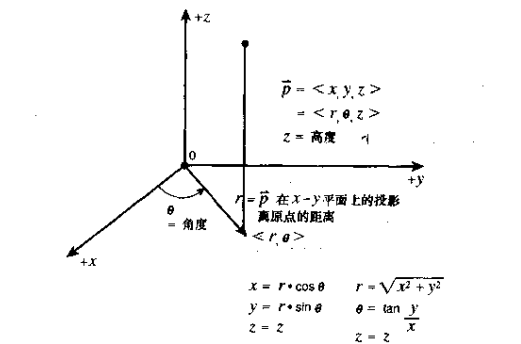 +z
p⃗ = < x, y, z >
= < r, θ, z >
z = 高度
0
+y
θ
= 角度
r = p⃗ 在 x-y 平面上的投影
离原点的距离
< r, θ >
+x
x = r • cos θ
y = r • sin θ
z = z
r = √x² + y²
θ = tan y/x
z = z